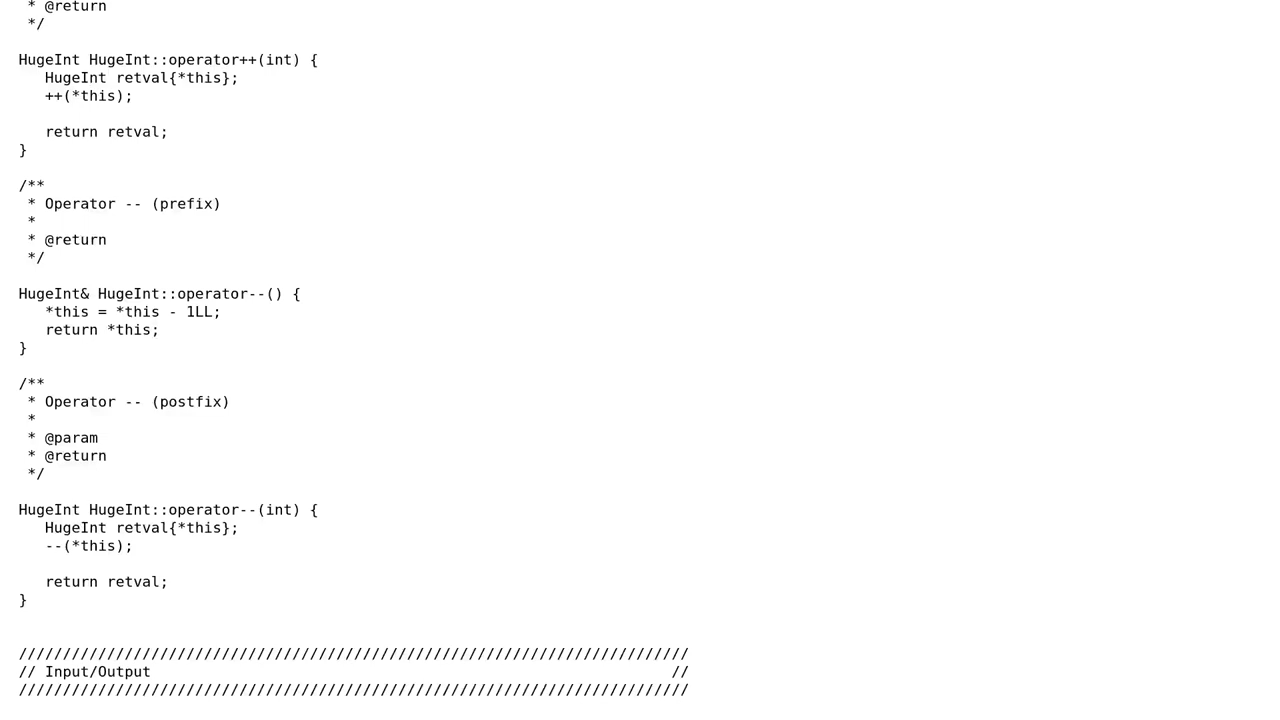 * @return
 */

HugeInt HugeInt::operator++(int) {
   HugeInt retval{*this};
   ++(*this);

   return retval;
}

/**
 * Operator -- (prefix)
 *
 * @return
 */

HugeInt& HugeInt::operator--() {
   *this = *this - 1LL;
   return *this;
}

/**
 * Operator -- (postfix)
 *
 * @param
 * @return
 */

HugeInt HugeInt::operator--(int) {
   HugeInt retval{*this};
   --(*this);

   return retval;
}


////////////////////////////////////////////////////////////////////////////
// Input/Output                                                           //
////////////////////////////////////////////////////////////////////////////